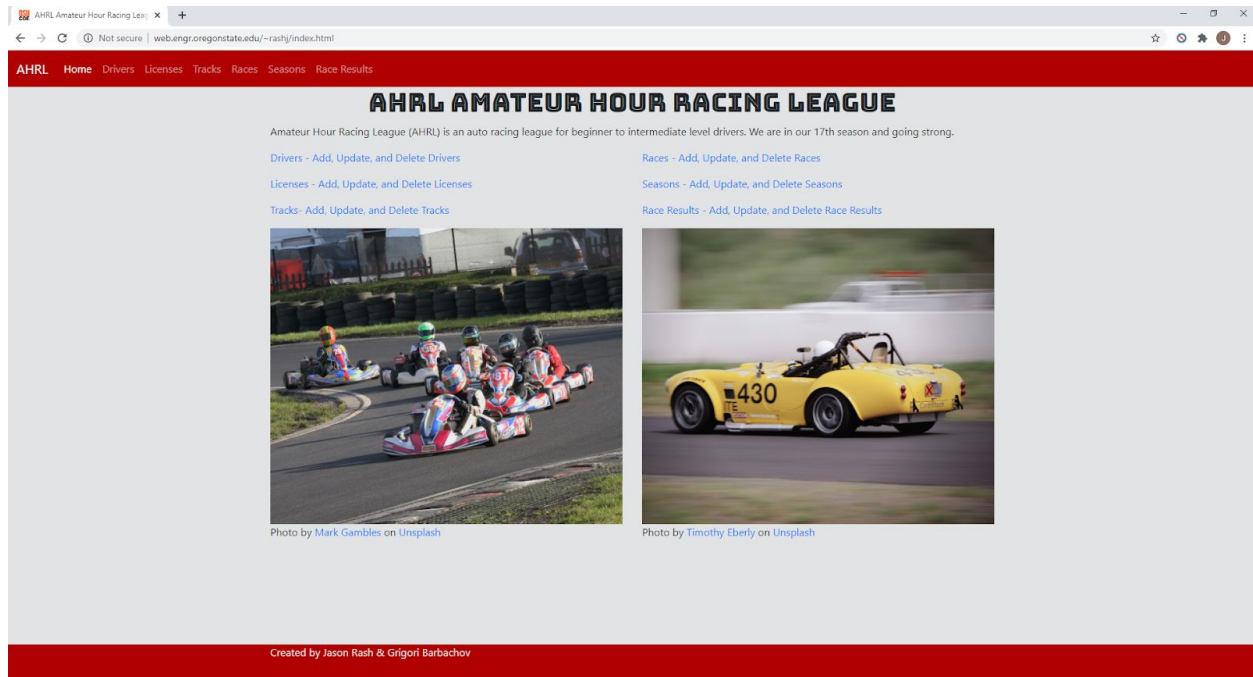 AHRL Amateur Hour Racing Leag
Not secure | web.engr.oregonstate.edu/~rashj/index.html
J
AHRL Home Drivers Licenses Tracks Races Seasons Race Results
AHRL AMATEUR HOUR RACING LEAGUE
Amateur Hour Racing League (AHRL) is an auto racing league for beginner to intermediate level drivers. We are in our 17th season and going strong.
Drivers - Add, Update, and Delete Drivers
Races - Add, Update, and Delete Races
Licenses - Add, Update, and Delete Licenses
Seasons - Add, Update, and Delete Seasons
Tracks- Add, Update, and Delete Tracks
Race Results - Add, Update, and Delete Race Results
430
ITE
Photo by Mark Gambles on Unsplash
Photo by Timothy Eberly on Unsplash
Created by Jason Rash & Grigori Barbachov